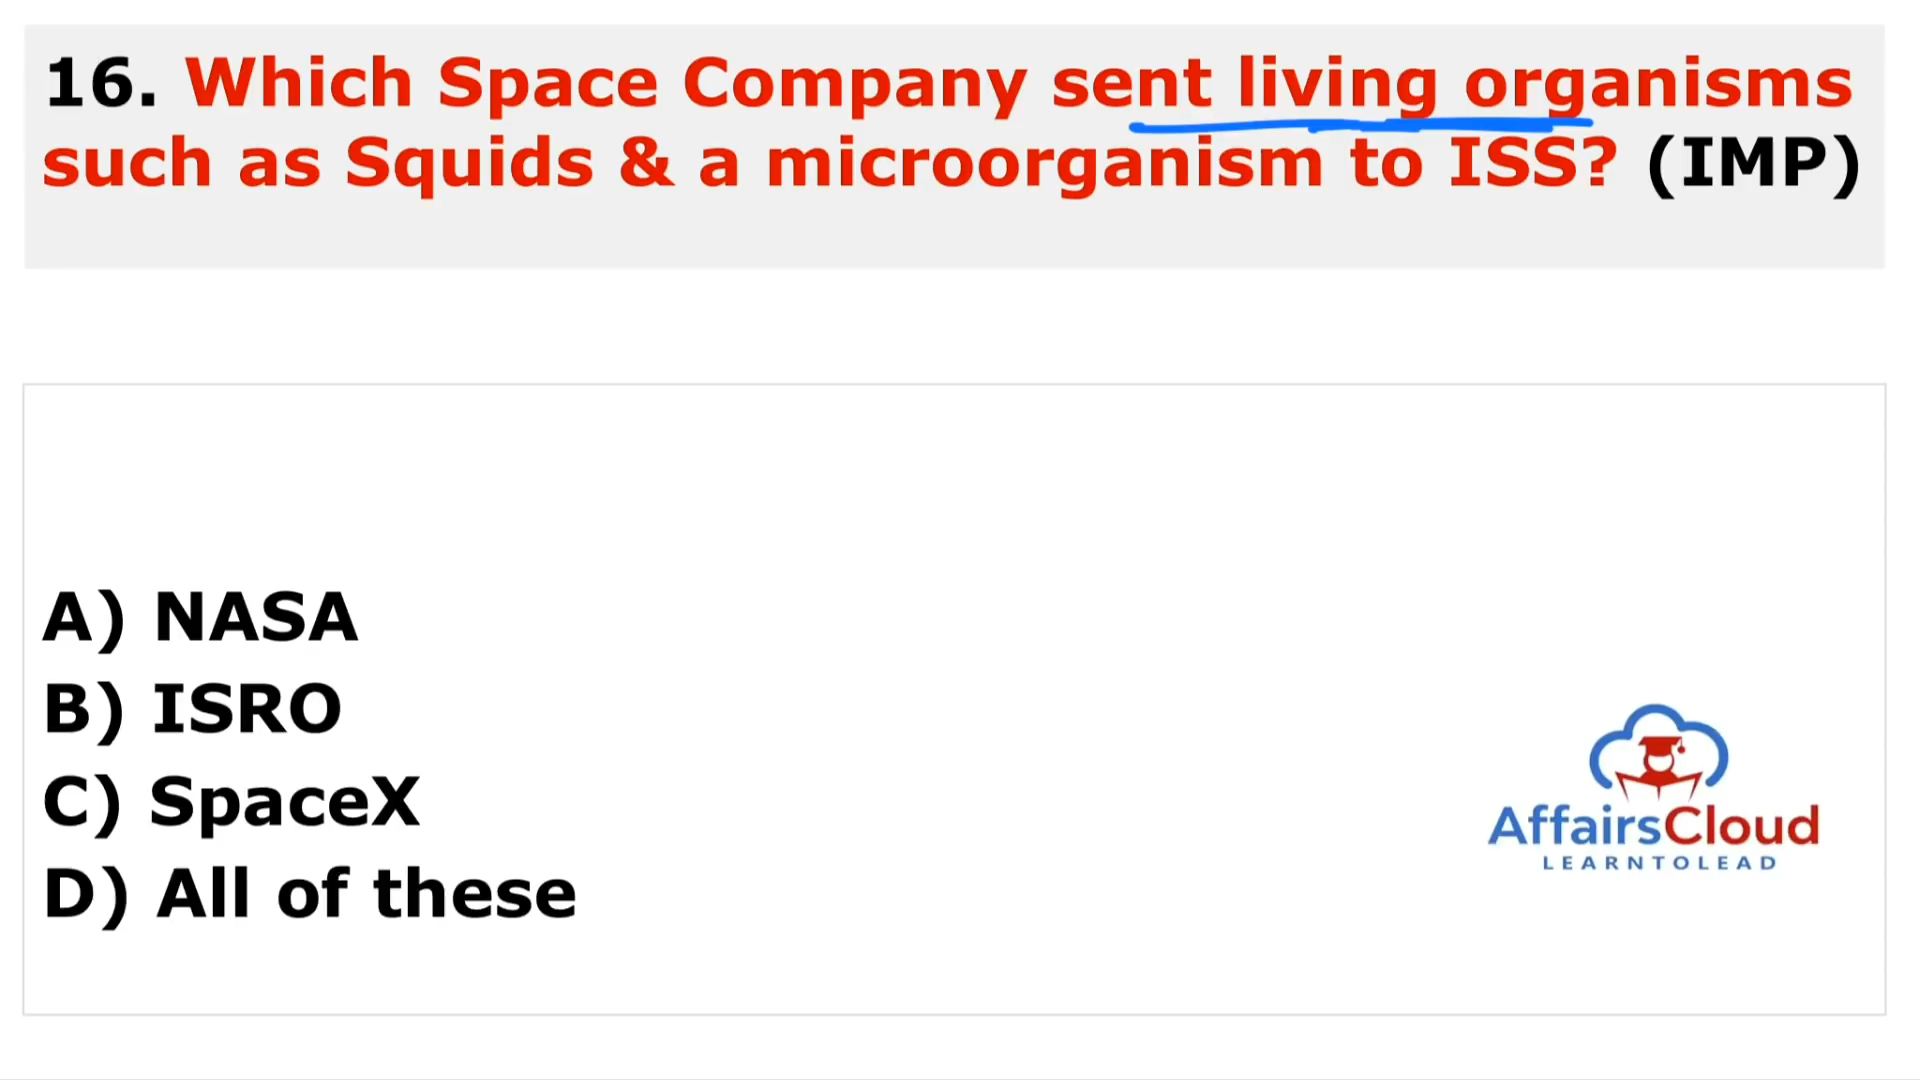 16. Which Space Company sent living organisms
such as Squids & a microorganism to ISS? (IMP)
A) NASA
B) ISRO
C) SpaceX
D) All of these
AffairsCloud
LEARNTOLEAD